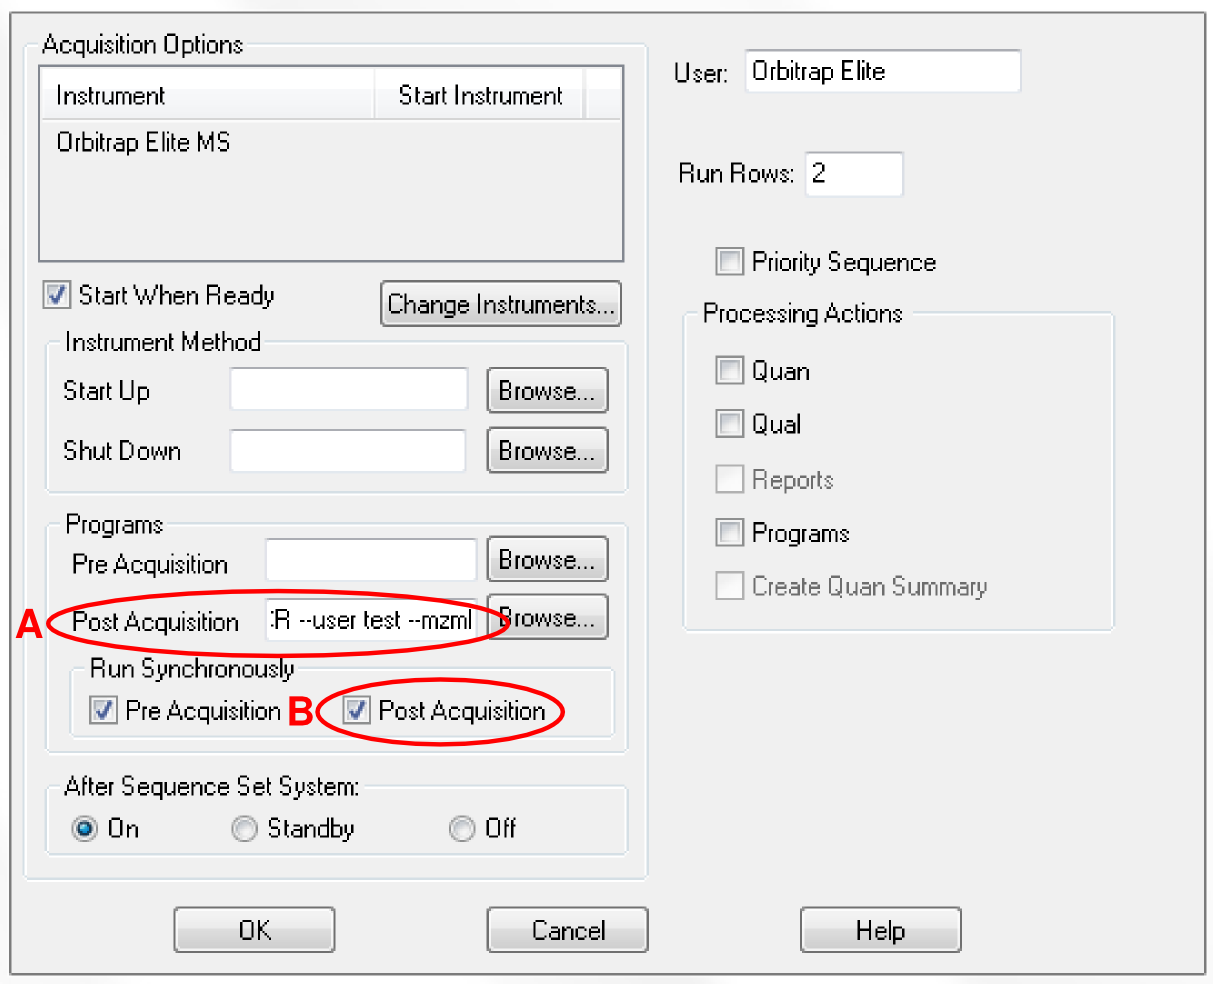 Acquisition Options
Instrument Start Instrument
Orbitrap Elite MS
Start When Ready
Change Instruments...
Instrument Method
Start Up Browse...
Shut Down Browse...
Programs
Pre Acquisition Browse...
A Post Acquisition :R --user test --mzml Browse...
Run Synchronously
Pre Acquisition B Post Acquisition
After Sequence Set System:
On Standby Off
User: Orbitrap Elite
Run Rows: 2
Priority Sequence
Processing Actions
Quan
Qual
Reports
Programs
Create Quan Summary
OK Cancel Help